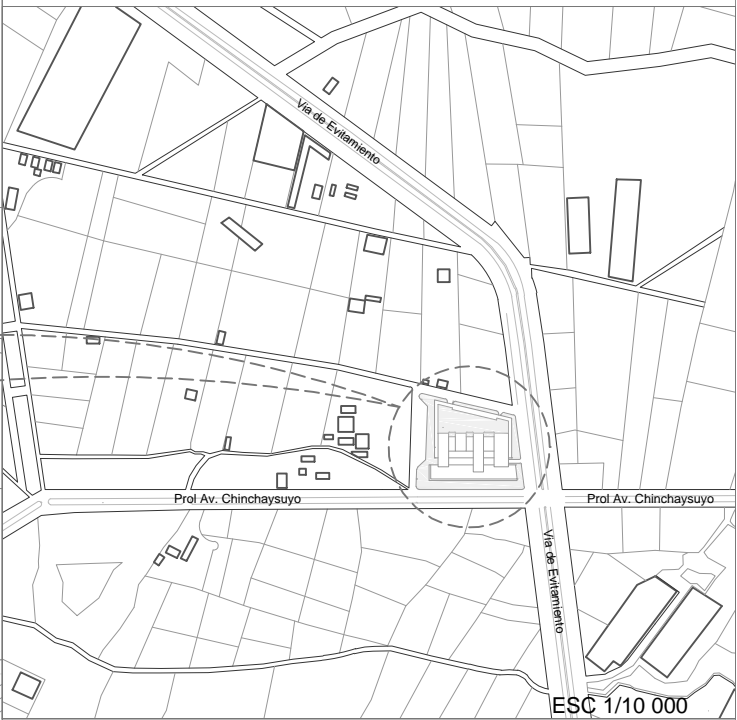 Via de Evitamiento
Prol Av. Chinchaysuyo
Prol Av. Chinchaysuyo
Via de Evitamiento
ESC 1/10 000